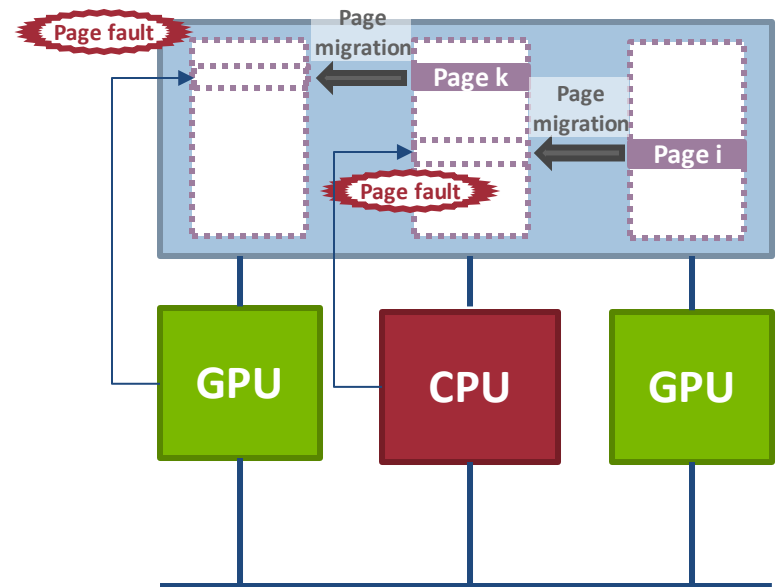 Page
migration
Page fault
Page k
Page
migration
Page i
Page fault
GPU
CPU
GPU